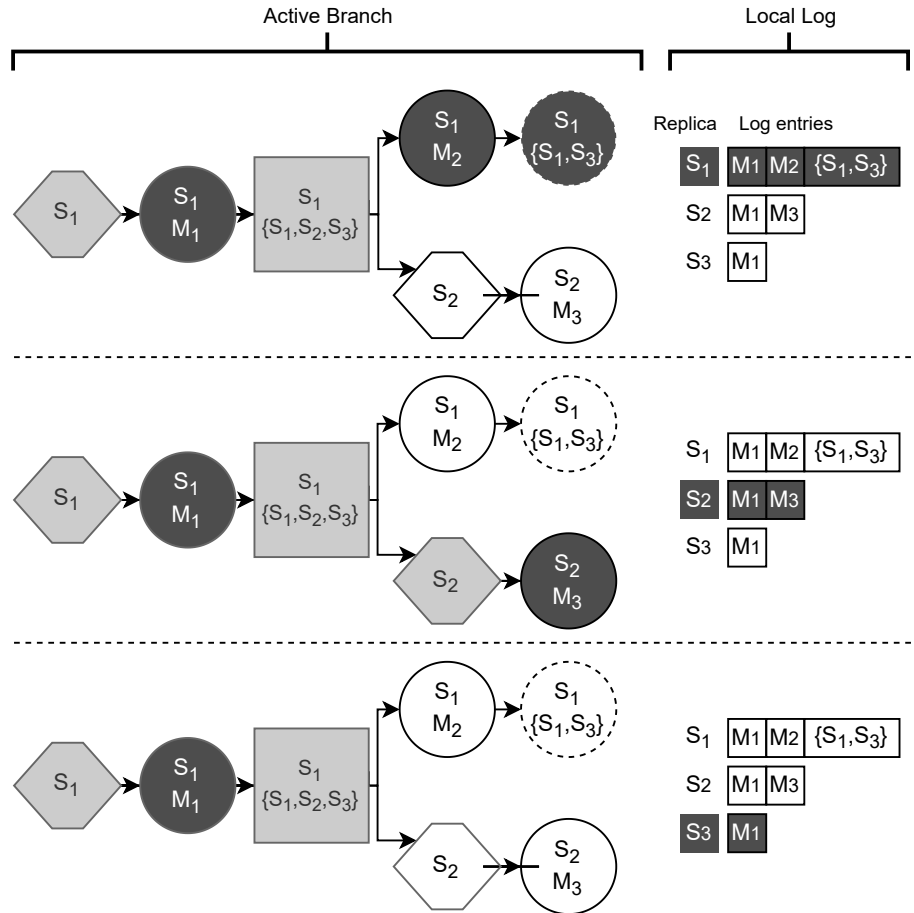 Active Branch
Local Log
Replica Log entries
S1
S1
M1
S1
{S1,S2,S3}
S1
M2
S1
{S1,S3}
S2
S2
M3
S1 M1 M2 {S1,S3}
S2 M1 M3
S3 M1
S1
S1
M1
S1
{S1,S2,S3}
S1
M2
S1
{S1,S3}
S2
S2
M3
S1 M1 M2 {S1,S3}
S2 M1 M3
S3 M1
S1
S1
M1
S1
{S1,S2,S3}
S1
M2
S1
{S1,S3}
S2
S2
M3
S1 M1 M2 {S1,S3}
S2 M1 M3
S3 M1